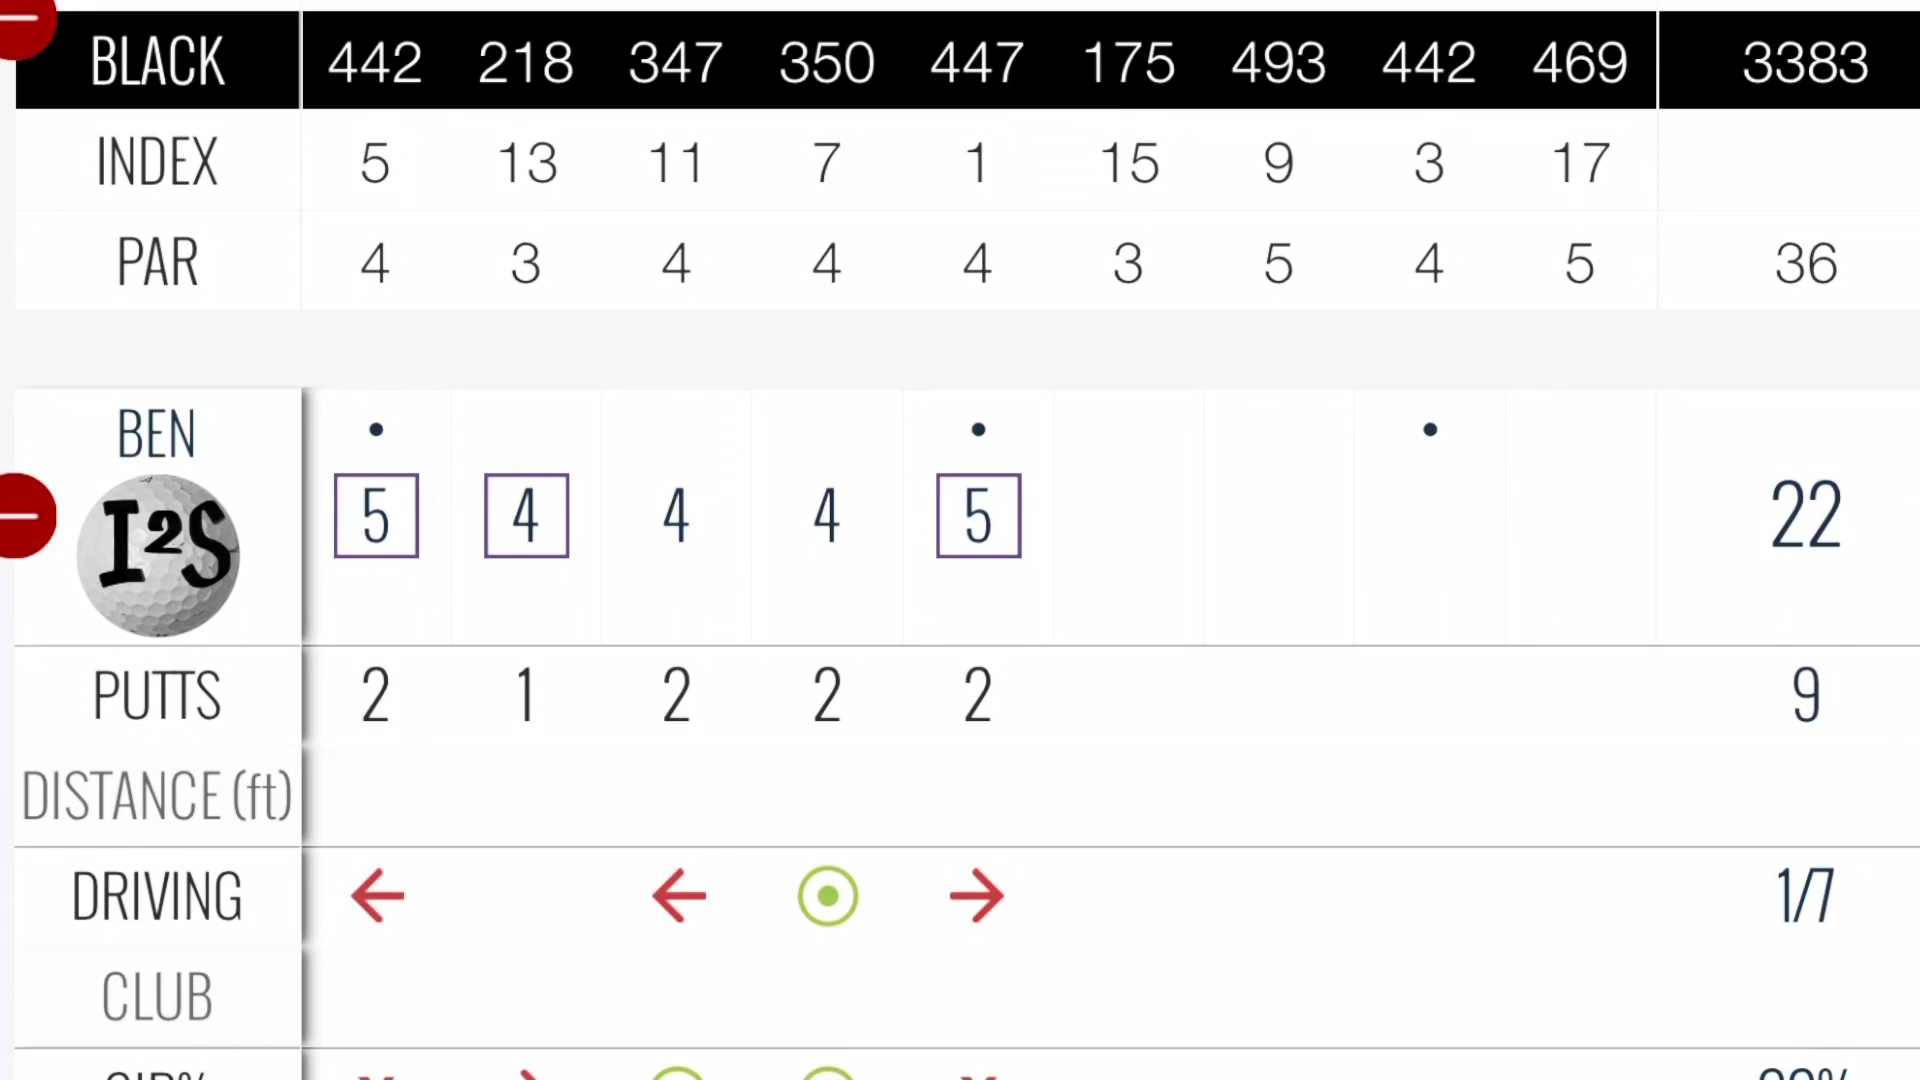 BLACK 442 218 347 350 447 175 493 442 469 3383
INDEX 5 13 11 7 1 15 9 3 17
PAR 4 3 4 4 4 3 5 4 5 36
BEN
I²S 5 4 4 4 5 22
PUTTS 2 1 2 2 2 9
DISTANCE (ft)
DRIVING 1/7
CLUB